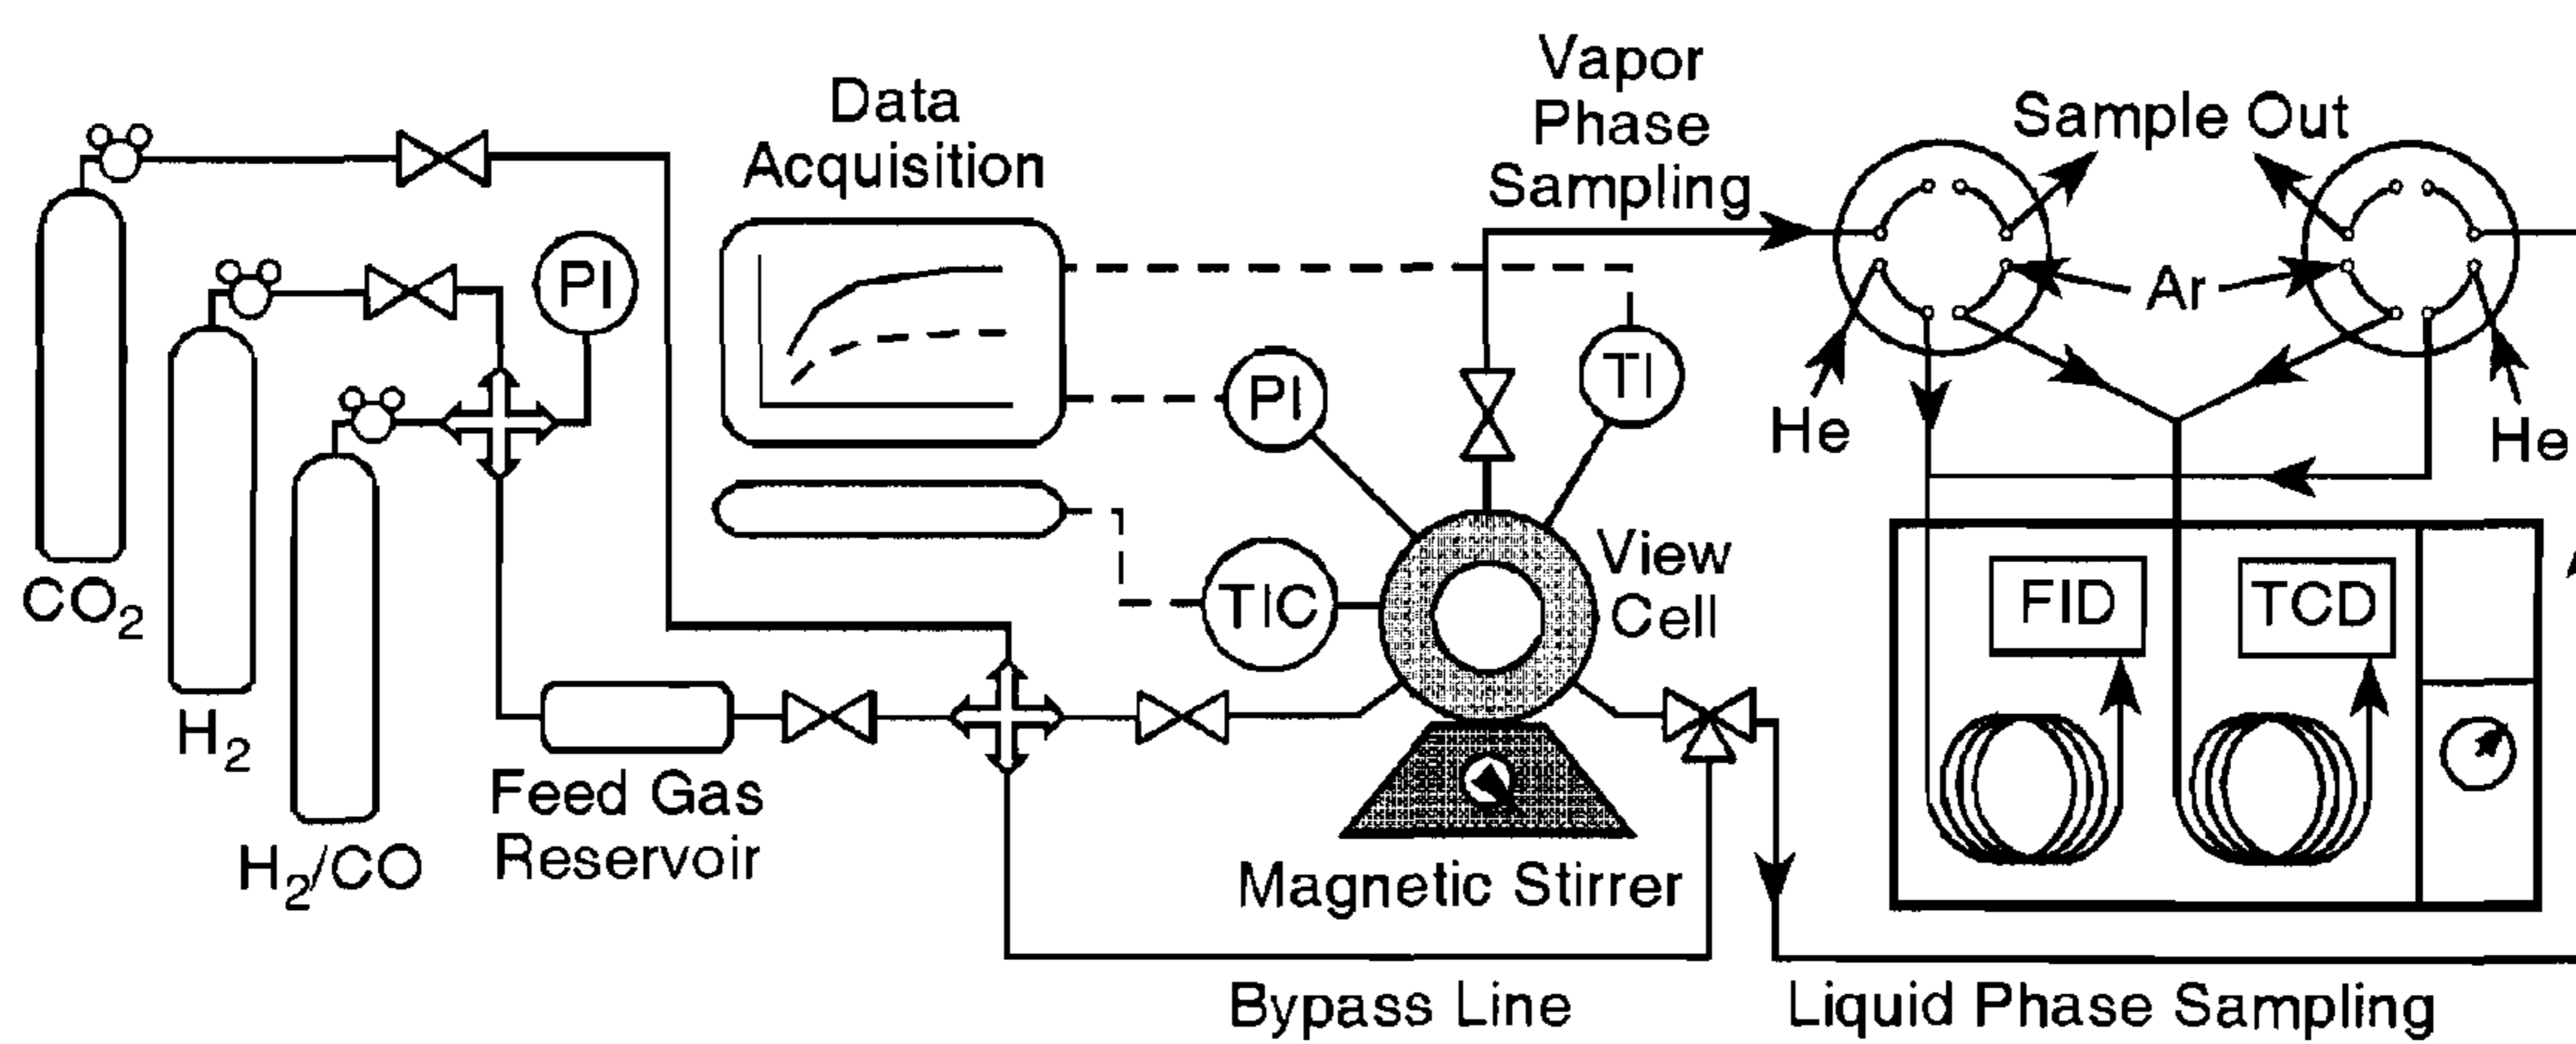 Data
Acquisition
Vapor
Phase
Sampling
Sample Out
PI
PI
TI
Ar
He
He
TIC
View
Cell
FID
TCD
CO2
H2
H2/CO
Feed Gas
Reservoir
Magnetic Stirrer
Bypass Line
Liquid Phase Sampling